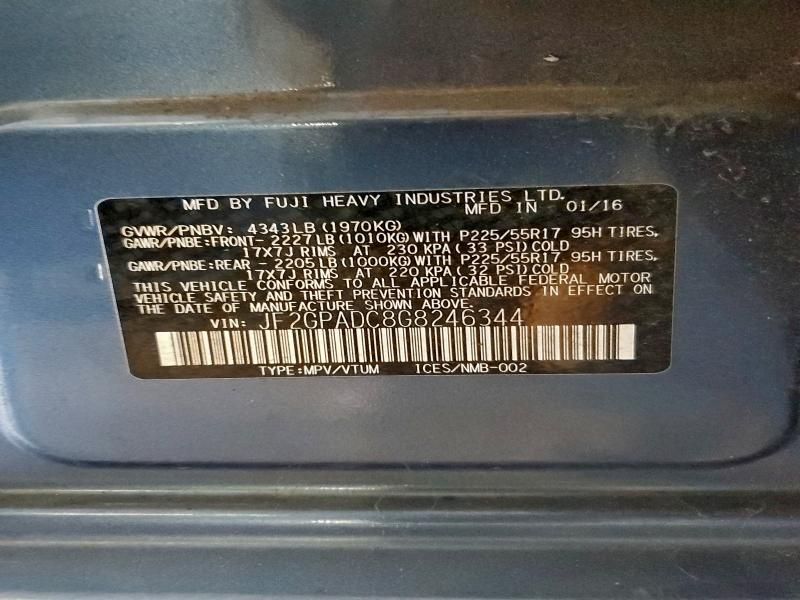 MFD BY FUJI HEAVY INDUSTRIES LTD.
MFD IN 01/16
GVWR/PNBV: 4343LB (1970KG)
GAWR/PNBE:FRONT- 2227LB (1010KG) WITH P225/55R17 95H TIRES,
17X7J RIMS AT 230 KPA ( 33 PSI) COLD
GAWR/PNBE:REAR - 2205LB (1000KG) WITH P225/55R17 95H TIRES,
17X7J RIMS AT 220 KPA ( 32 PSI) COLD
THIS VEHICLE CONFORMS TO ALL APPLICABLE FEDERAL MOTOR
VEHICLE SAFETY AND THEFT PREVENTION STANDARDS IN EFFECT ON
THE DATE OF MANUFACTURE SHOWN ABOVE.
VIN: JF2GPADC8G8246344
TYPE:MPV/VTUM ICES/NMB-002